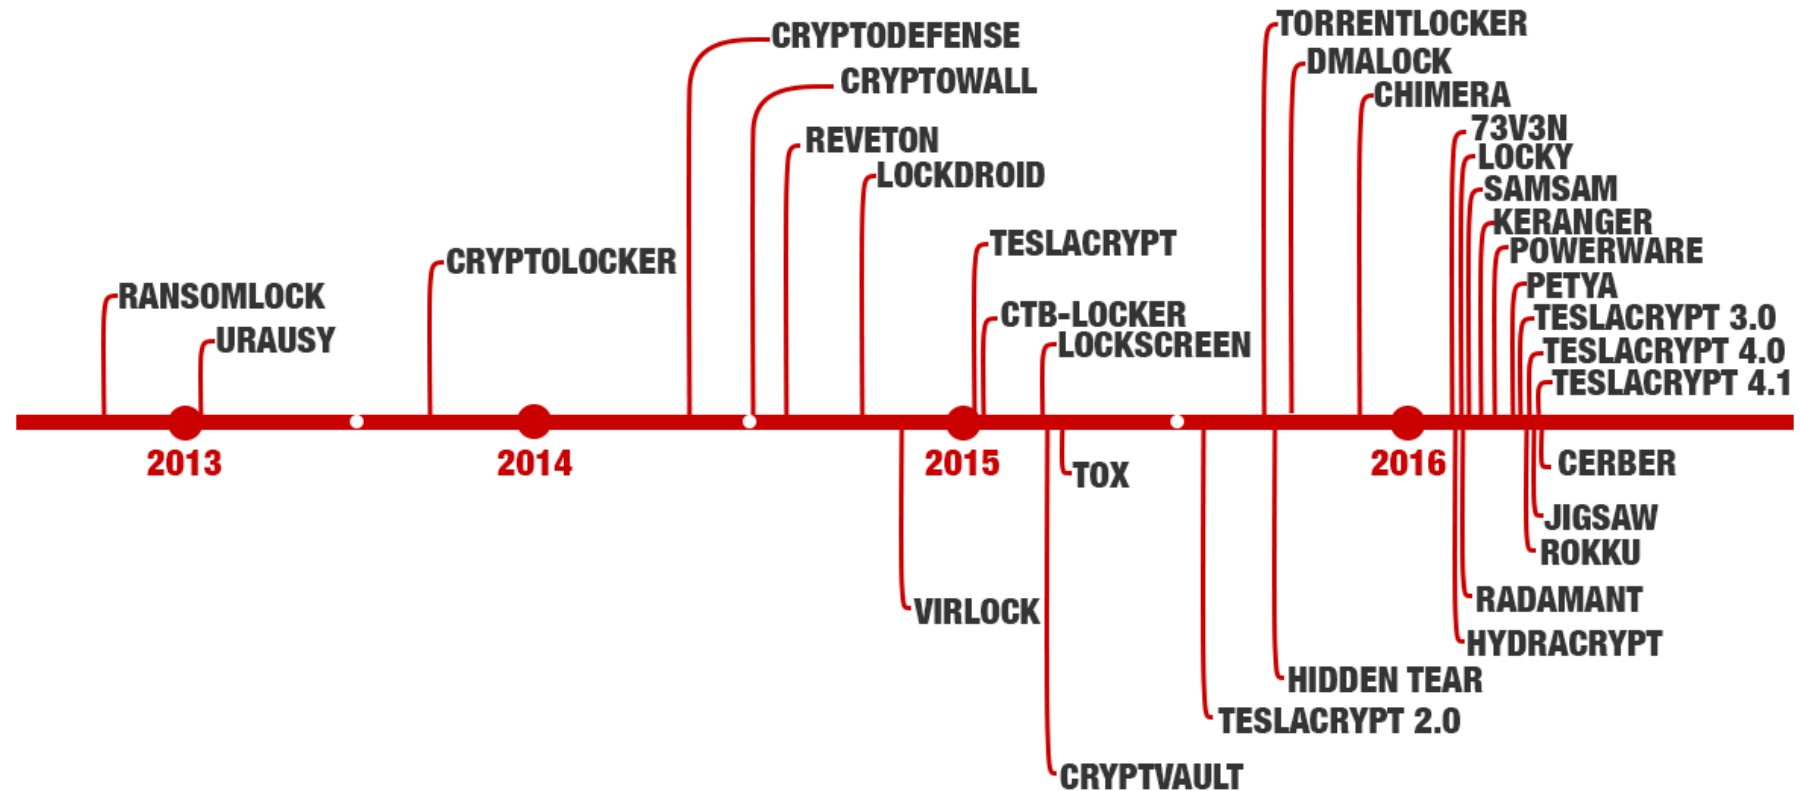 TORRENTLOCKER
CRYPTODEFENSE
DMALOCK
CRYPTOWALL
CHIMERA
73V3N
REVETON
LOCKY
LOCKDROID
SAMSAM
KERANGER
TESLACRYPT
POWERWARE
CRYPTOLOCKER
PETYA
RANSOMLOCK
CTB-LOCKER
TESLACRYPT 3.0
URAUSY
LOCKSCREEN
TESLACRYPT 4.0
TESLACRYPT 4.1
2013
2014
2015
2016
TOX
CERBER
JIGSAW
ROKKU
VIRLOCK
RADAMANT
HYDRACRYPT
HIDDEN TEAR
TESLACRYPT 2.0
CRYPTVAULT